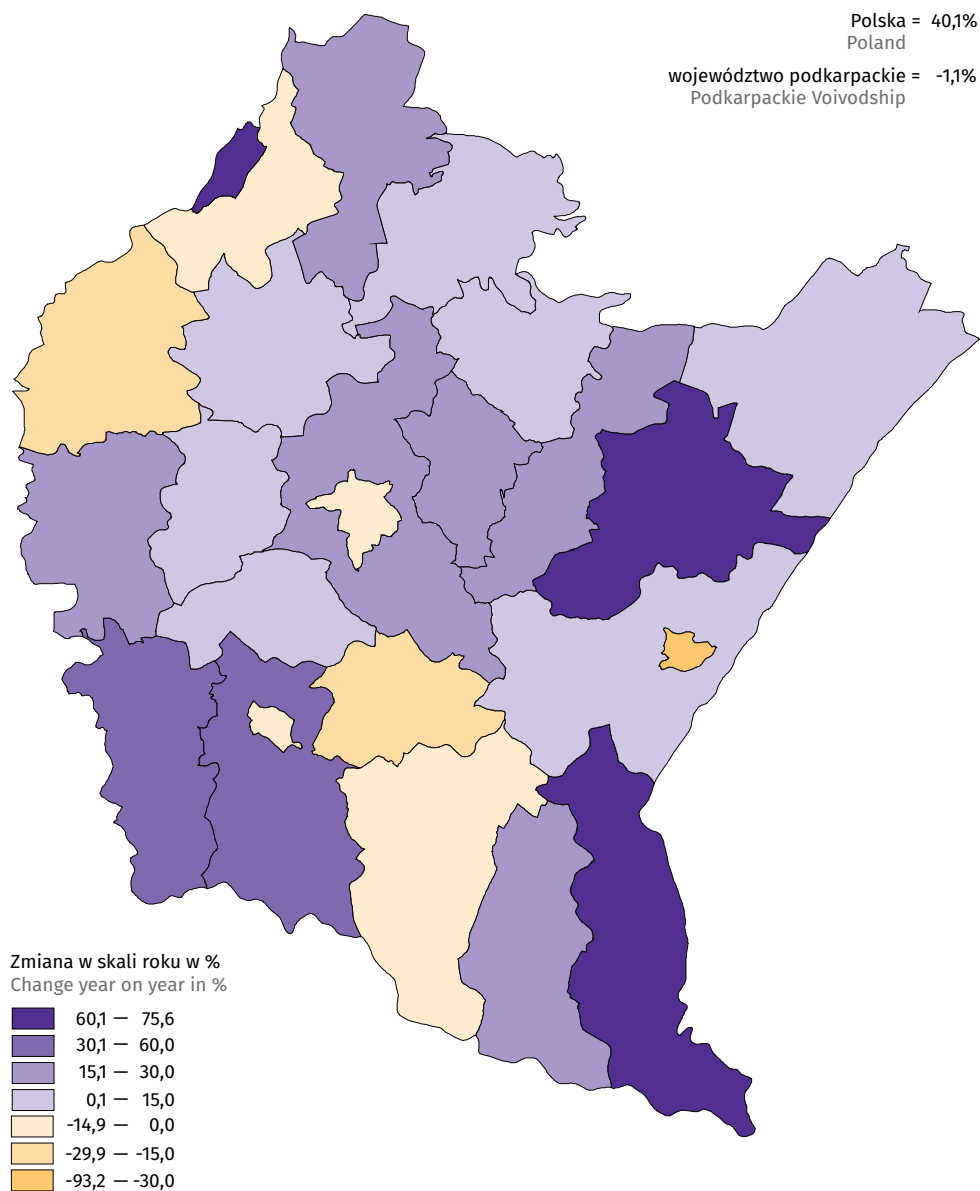 Polska = 40,1%
Poland
województwo podkarpackie = -1,1%
Podkarpackie Voivodship
Zmiana w skali roku w %
Change year on year in %
60,1 — 75,6
30,1 — 60,0
15,1 — 30,0
0,1 — 15,0
-14,9 — 0,0
-29,9 — -15,0
-93,2 — -30,0